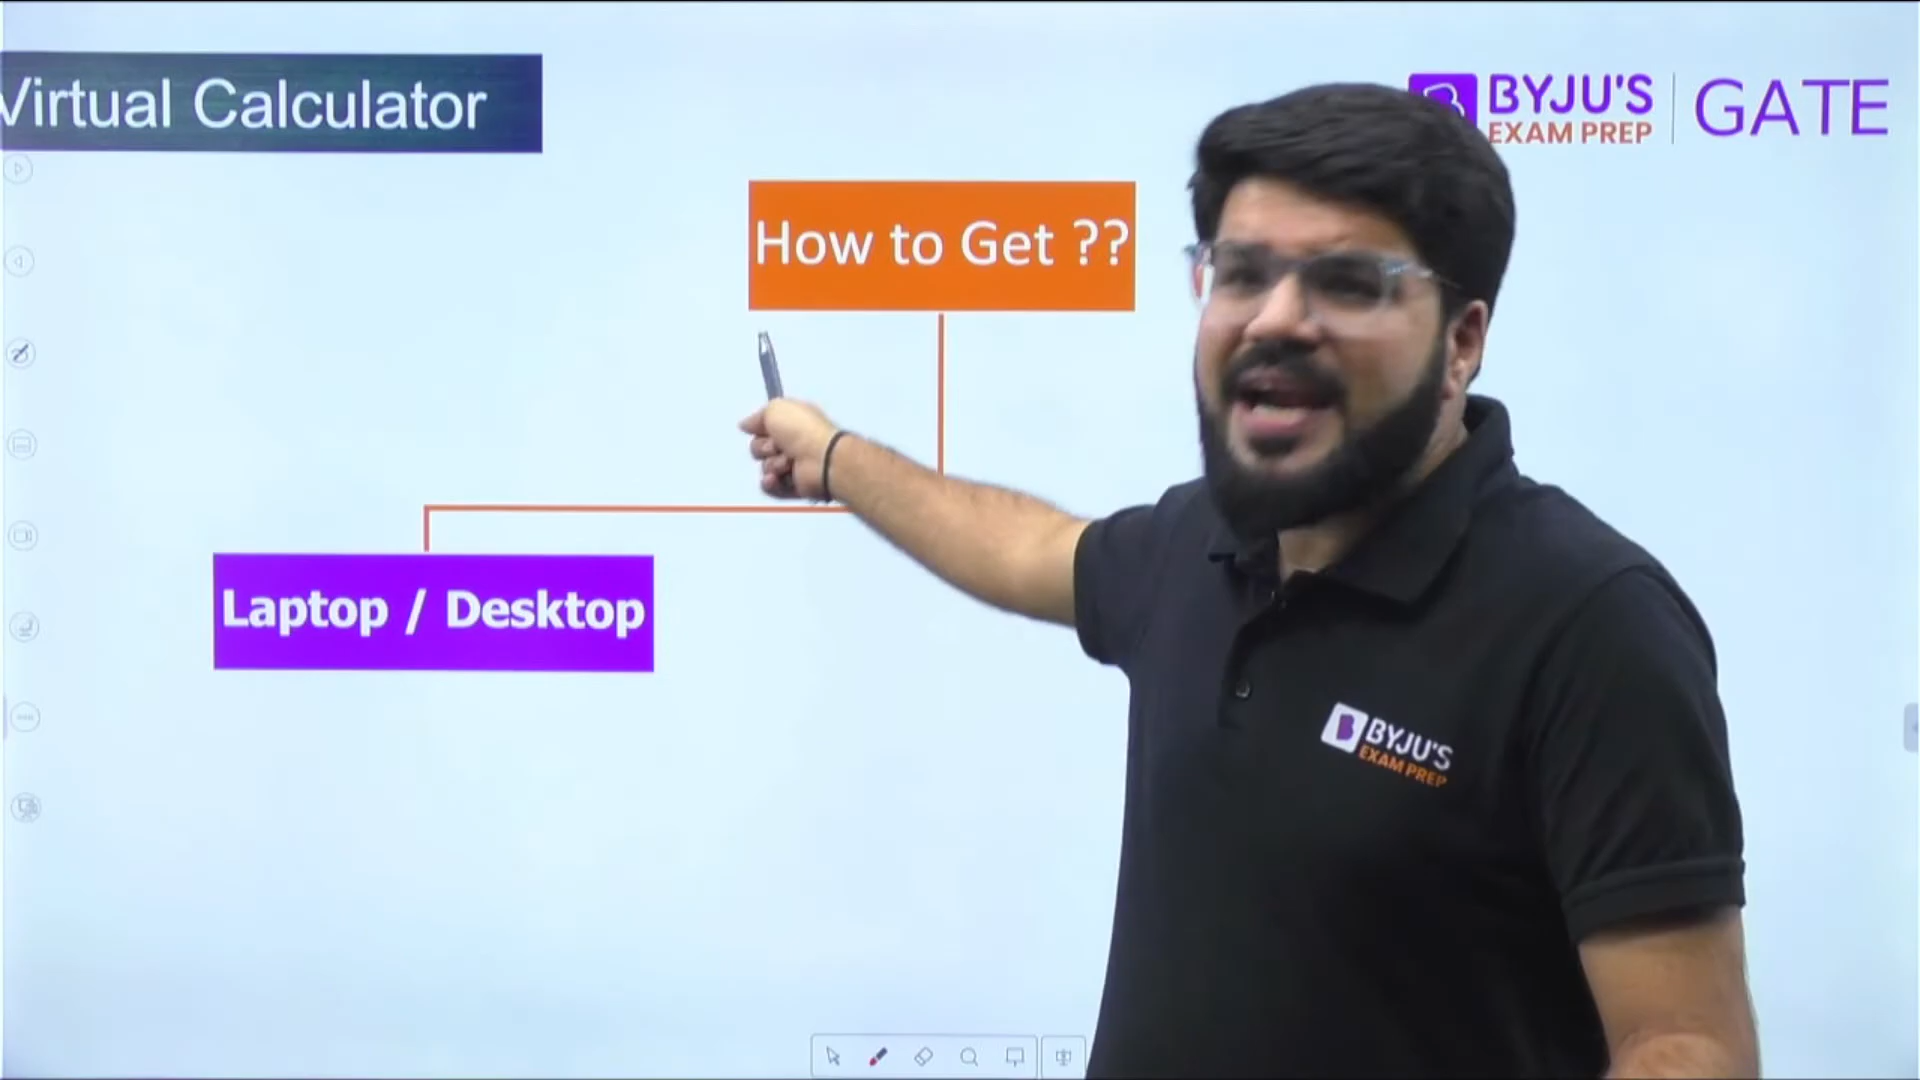 Virtual Calculator
BYJU'S
EXAM PREP
GATE
How to Get ??
Laptop / Desktop
BYJU'S
EXAM PREP